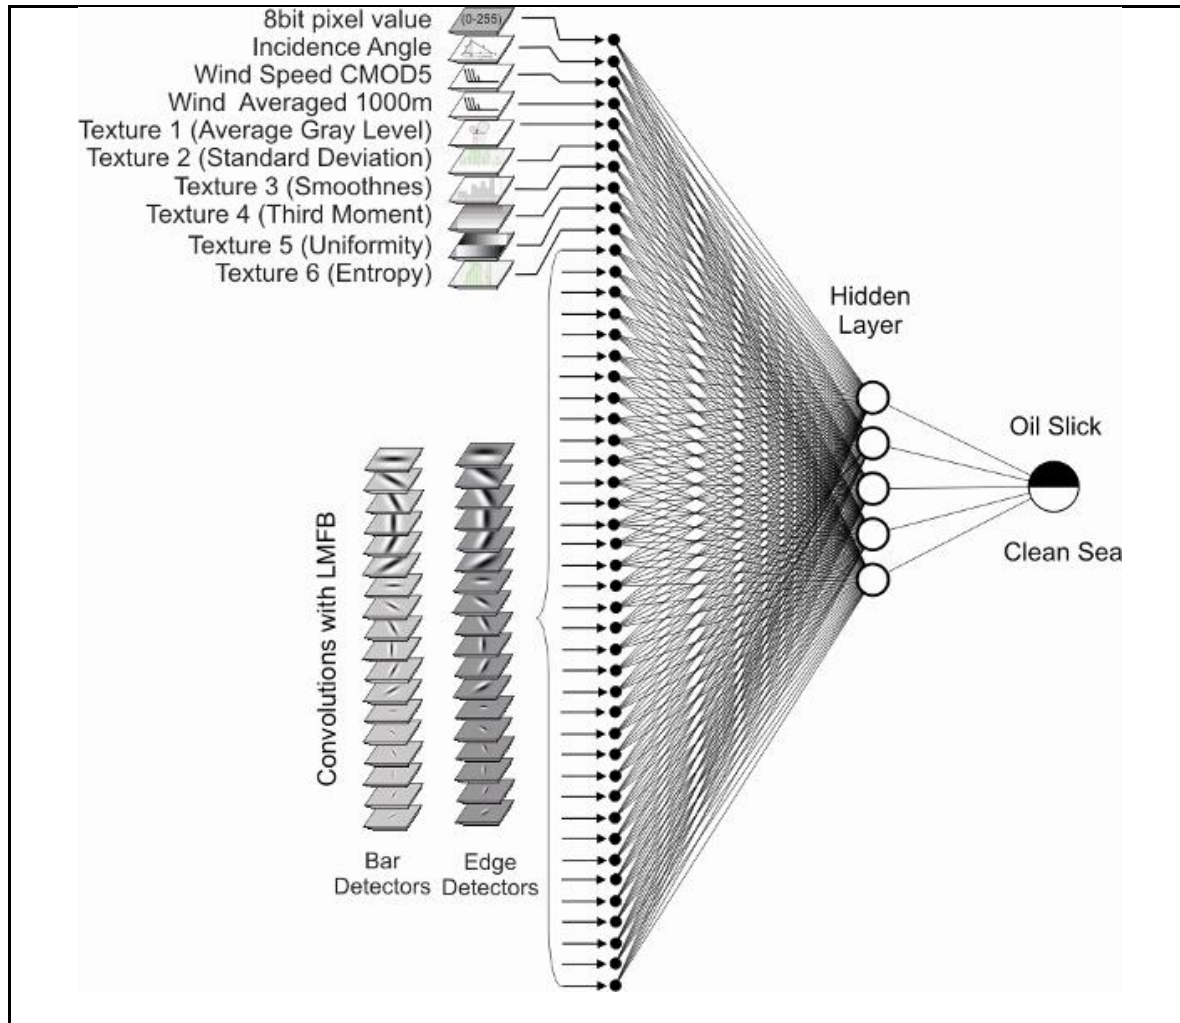 8bit pixel value
(0-255)
Incidence Angle
Wind Speed CMOD5
Wind Averaged 1000m
Texture 1 (Average Gray Level)
Texture 2 (Standard Deviation)
Texture 3 (Smoothnes)
Texture 4 (Third Moment)
Texture 5 (Uniformity)
Texture 6 (Entropy)
Hidden
Layer
Oil Slick
Clean Sea
Convolutions with LMFB
Bar
Detectors
Edge
Detectors